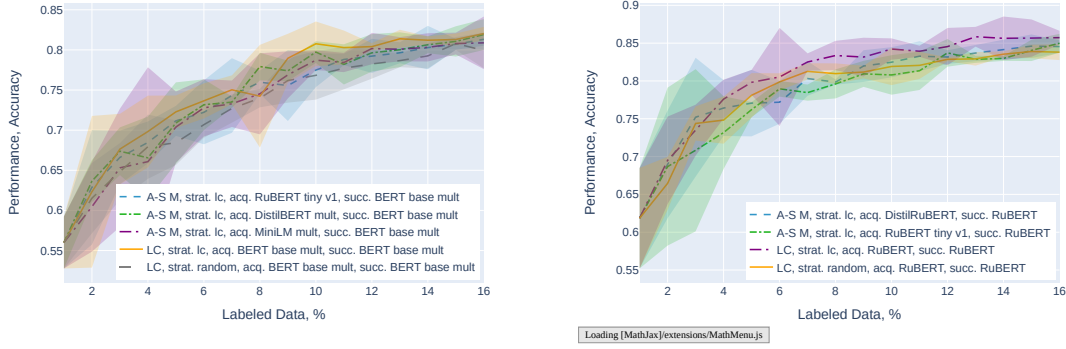 0.85
0.8
0.75
0.7
0.65
0.6
0.55
Performance, Accuracy
A-S M, strat. lc, acq. RuBERT tiny v1, succ. BERT base mult
A-S M, strat. lc, acq. DistilBERT mult, succ. BERT base mult
A-S M, strat. lc, acq. MiniLM mult, succ. BERT base mult
LC, strat. lc, acq. BERT base mult, succ. BERT base mult
LC, strat. random, acq. BERT base mult, succ. BERT base mult
2 4 6 8 10 12 14 16
Labeled Data, %
0.9
0.85
0.8
0.75
0.7
0.65
0.6
0.55
Performance, Accuracy
A-S M, strat. lc, acq. DistilRuBERT, succ. RuBERT
A-S M, strat. lc, acq. RuBERT tiny v1, succ. RuBERT
LC, strat. lc, acq. RuBERT, succ. RuBERT
LC, strat. random, acq. RuBERT, succ. RuBERT
2 4 6 8 10 12 14 16
Labeled Data, %
Loading [MathJax]/extensions/MathMenu.js